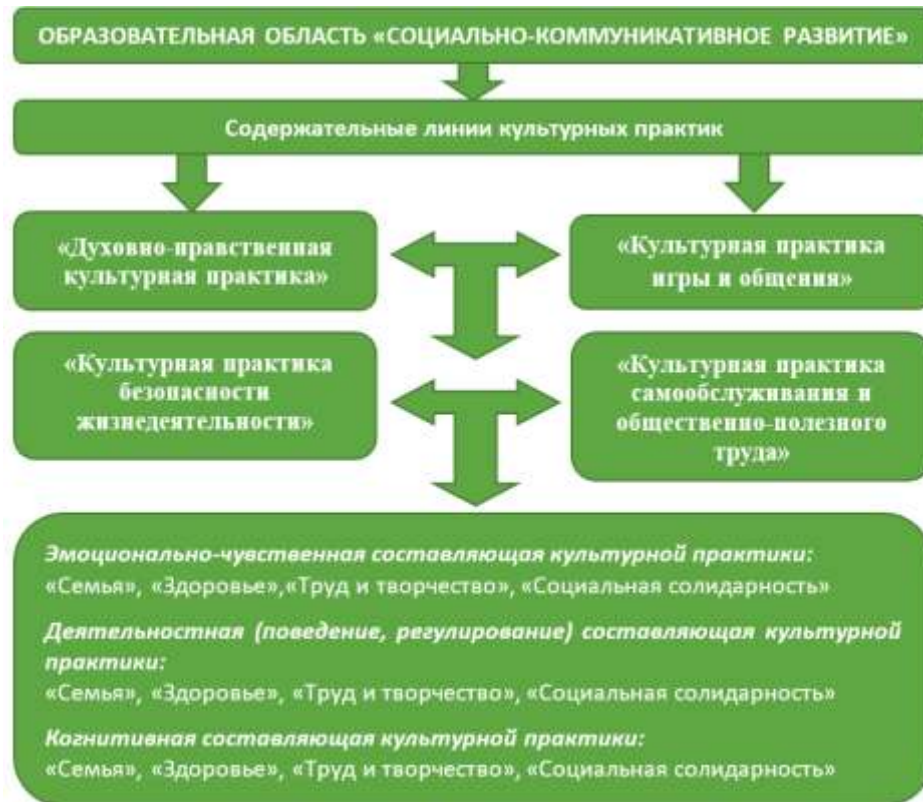 ОБРАЗОВАТЕЛЬНАЯ ОБЛАСТЬ «СОЦИАЛЬНО-КОММУНИКАТИВНОЕ РАЗВИТИЕ»
Содержательные линии культурных практик
«Духовно-нравственная
культурная практика»
«Культурная практика
игры и общения»
«Культурная практика
безопасности
жизнедеятельности»
«Культурная практика
самообслуживания и
общественно-полезного
труда»
Эмоционально-чувственная составляющая культурной практики:
«Семья», «Здоровье»,«Труд и творчество», «Социальная солидарность»
Деятельностная (поведение, регулирование) составляющая культурной
практики:
«Семья», «Здоровье», «Труд и творчество», «Социальная солидарность»
Когнитивная составляющая культурной практики:
«Семья», «Здоровье», «Труд и творчество», «Социальная солидарность»